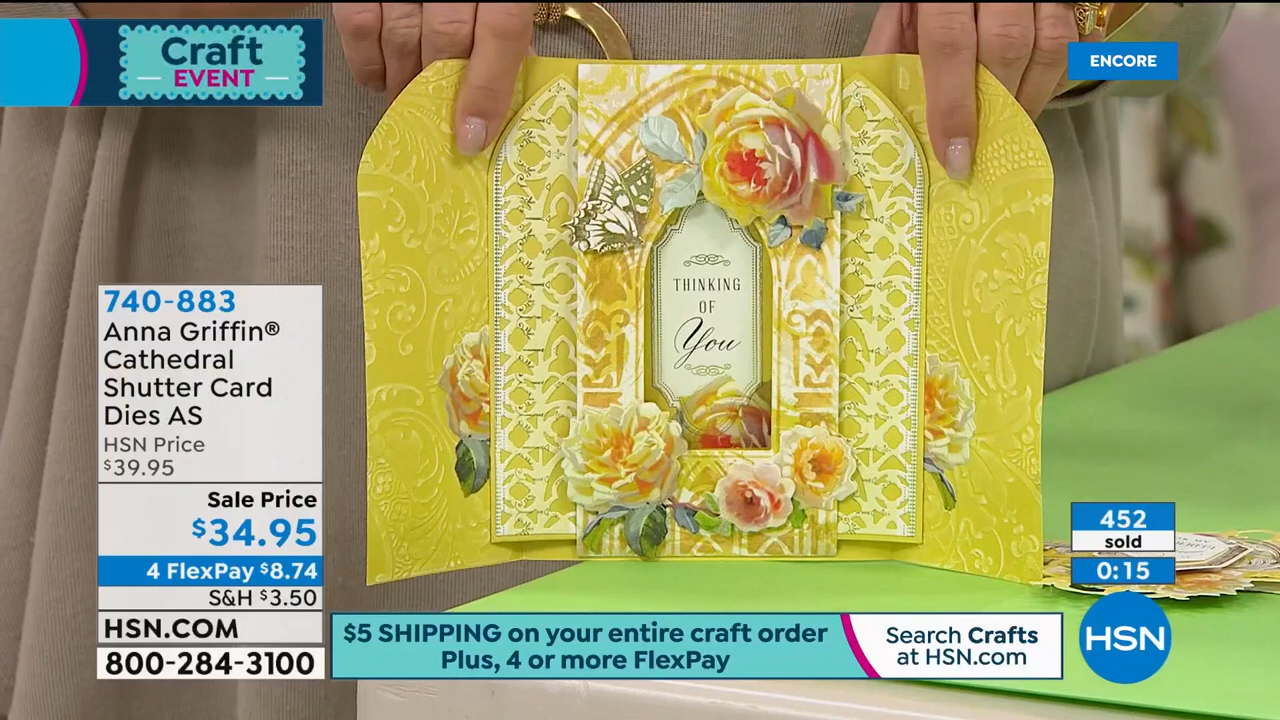 Craft
EVENT
ENCORE
THINKING
OF
You
740-883
Anna Griffin®
Cathedral
Shutter Card
Dies AS
HSN Price
$39.95
Sale Price
$34.95
4 FlexPay $8.74
S&H $3.50
HSN.COM
800-284-3100
452
sold
0:15
$5 SHIPPING on your entire craft order
Plus, 4 or more FlexPay
Search Crafts
at HSN.com
HSN